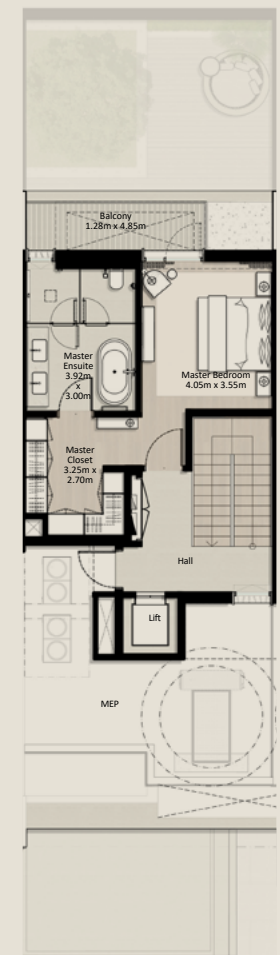 Balcony
1.28m x 4.85m
Master
Ensuite
3.92m
x
3.00m
Master Bedroom
4.05m x 3.55m
Master
Closet
3.25m x
2.70m
Hall
Lift
MEP